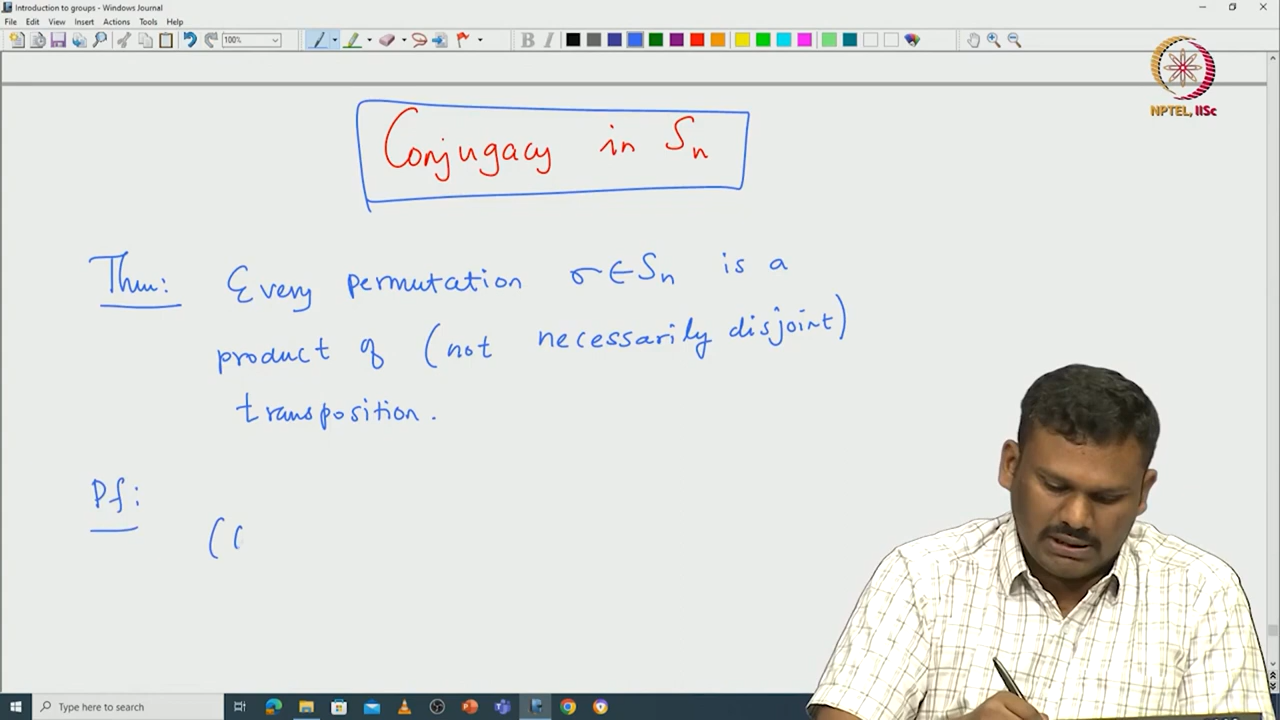 Introduction to groups - Windows Journal
File Edit View Insert Actions Tools Help
100%
B I
NPTEL, IISc
Conjugacy in Sn
Thm: Every permutation σ∈Sn is a
product of (not necessarily disjoint)
transposition.
Pf:
(
Type here to search